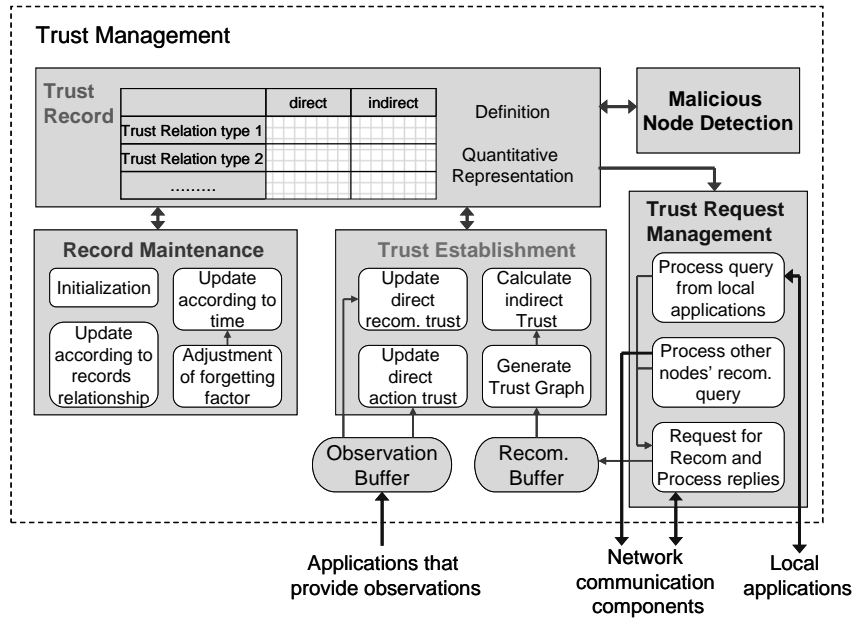 Trust Management
Trust
Record
direct
indirect
Trust Relation type 1
Trust Relation type 2
.........
Definition
Quantitative
Representation
Malicious
Node Detection
Record Maintenance
Initialization
Update
according to
time
Update
according to
records
relationship
Adjustment
of forgetting
factor
Trust Establishment
Update
direct
recom. trust
Calculate
indirect
Trust
Update
direct
action trust
Generate
Trust Graph
Trust Request
Management
Process query
from local
applications
Process other
nodes' recom.
query
Request for
Recom and
Process replies
Observation
Buffer
Recom.
Buffer
Applications that
provide observations
Network
communication
components
Local
applications